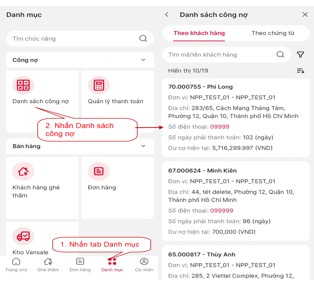 Danh mục
Tìm chức năng
Công nợ
Danh sách công nợ
Quản lý thanh toán
2. Nhấn Danh sách
công nợ
Bán hàng
Khách hàng ghé
thăm
Đơn hàng
1. Nhấn tab Danh mục
Kho Vansale
Trang chủ
Ghé thăm
Đơn hàng
Danh mục
Cá nhân
Danh sách công nợ
Theo khách hàng
Theo chứng từ
Tìm mã/tên khách hàng
Hiển thị 10/19
70.000755 - Phi Long
Đơn vị: NPP_TEST_01 - NPP_TEST_01
Địa chỉ: 283/65, Cách Mạng Tháng Tám,
Phường 12, Quận 10, Thành phố Hồ Chí Minh
Số điện thoại: 09999
Số ngày phải thanh toán: 102 (ngày)
Dư nợ hiện tại: 5,716,299.997 (VND)
67.000624 - Minh Kiên
Đơn vị: NPP_TEST_01 - NPP_TEST_01
Địa chỉ: 44, tét delete, Phường 12, Quận 10,
Thành phố Hồ Chí Minh
Số điện thoại: 099999
Số ngày phải thanh toán: 96 (ngày)
Dư nợ hiện tại: 700,000 (VND)
65.000817 - Thùy Anh
Đơn vị: NPP_TEST_01 - NPP_TEST_01
Địa chỉ: 285, 2 Viettel Complex, Phường 12,